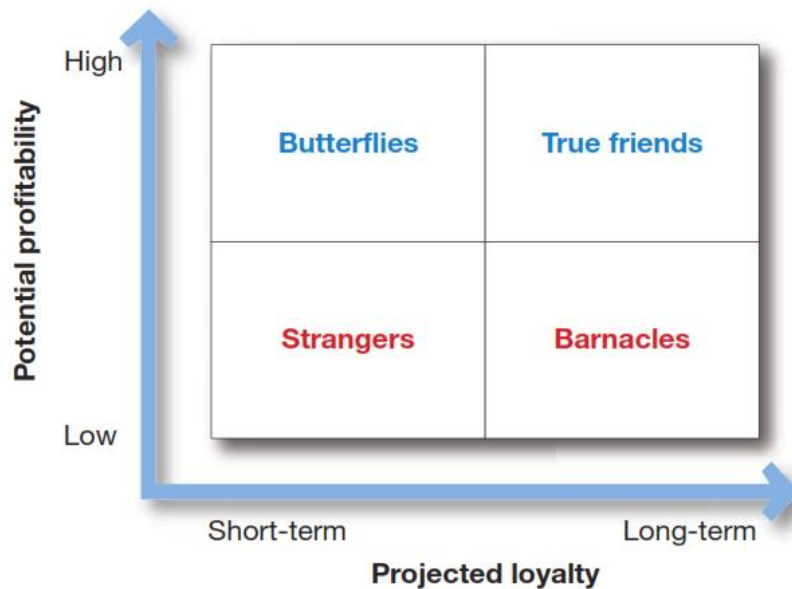 High
Butterflies
True friends
Potential profitability
Strangers
Barnacles
Low
Short-term
Long-term
Projected loyalty